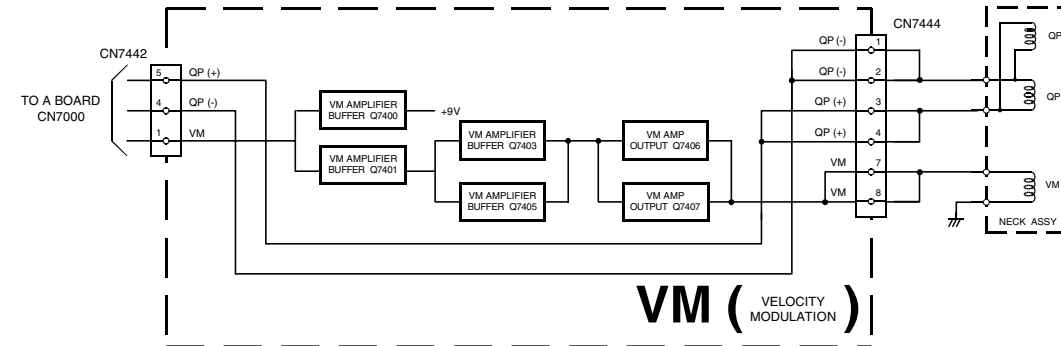 CN7442
TO A BOARD
CN7000
5
QP (+)
4
QP (-)
1
VM
VM AMPLIFIER
BUFFER Q7400
+9V
VM AMPLIFIER
BUFFER Q7401
VM AMPLIFIER
BUFFER Q7403
VM AMPLIFIER
BUFFER Q7405
VM AMP
OUTPUT Q7406
VM AMP
OUTPUT Q7407
CN7444
QP (-)
1
QP (-)
2
QP (+)
3
QP (+)
4
VM
7
VM
8
QP
QP
VM
NECK ASSY
VM (
VELOCITY
MODULATION
)